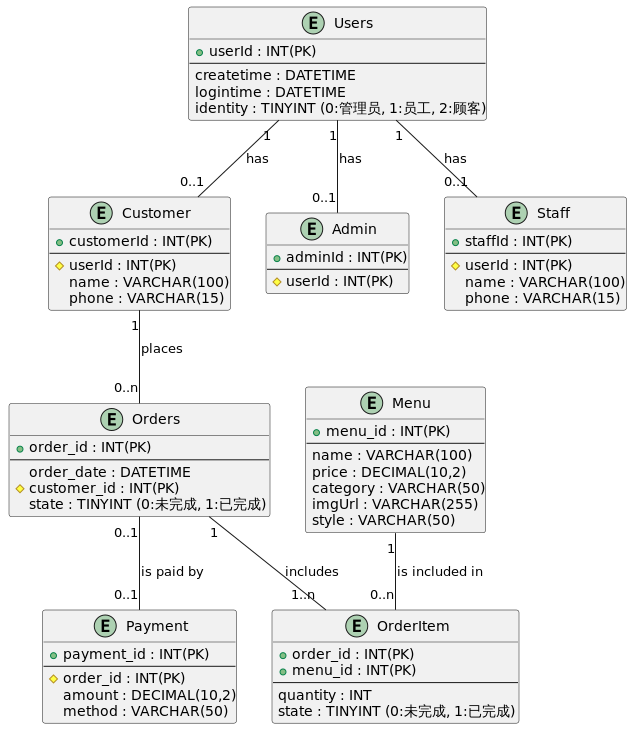 E Users
userId : INT(PK)
createtime : DATETIME
logintime : DATETIME
identity : TINYINT (0:管理员, 1:员工, 2:顾客)
1
1
1
has
has
has
0..1
0..1
0..1
E Customer
customerId : INT(PK)
userId : INT(PK)
name : VARCHAR(100)
phone : VARCHAR(15)
E Admin
adminId : INT(PK)
userId : INT(PK)
E Staff
staffId : INT(PK)
userId : INT(PK)
name : VARCHAR(100)
phone : VARCHAR(15)
1
places
0..n
E Orders
order_id : INT(PK)
order_date : DATETIME
customer_id : INT(PK)
state : TINYINT (0:未完成, 1:已完成)
E Menu
menu_id : INT(PK)
name : VARCHAR(100)
price : DECIMAL(10,2)
category : VARCHAR(50)
imgUrl : VARCHAR(255)
style : VARCHAR(50)
0..1
1
1
is paid by
includes
is included in
0..1
1..n
0..n
E Payment
payment_id : INT(PK)
order_id : INT(PK)
amount : DECIMAL(10,2)
method : VARCHAR(50)
E OrderItem
order_id : INT(PK)
menu_id : INT(PK)
quantity : INT
state : TINYINT (0:未完成, 1:已完成)